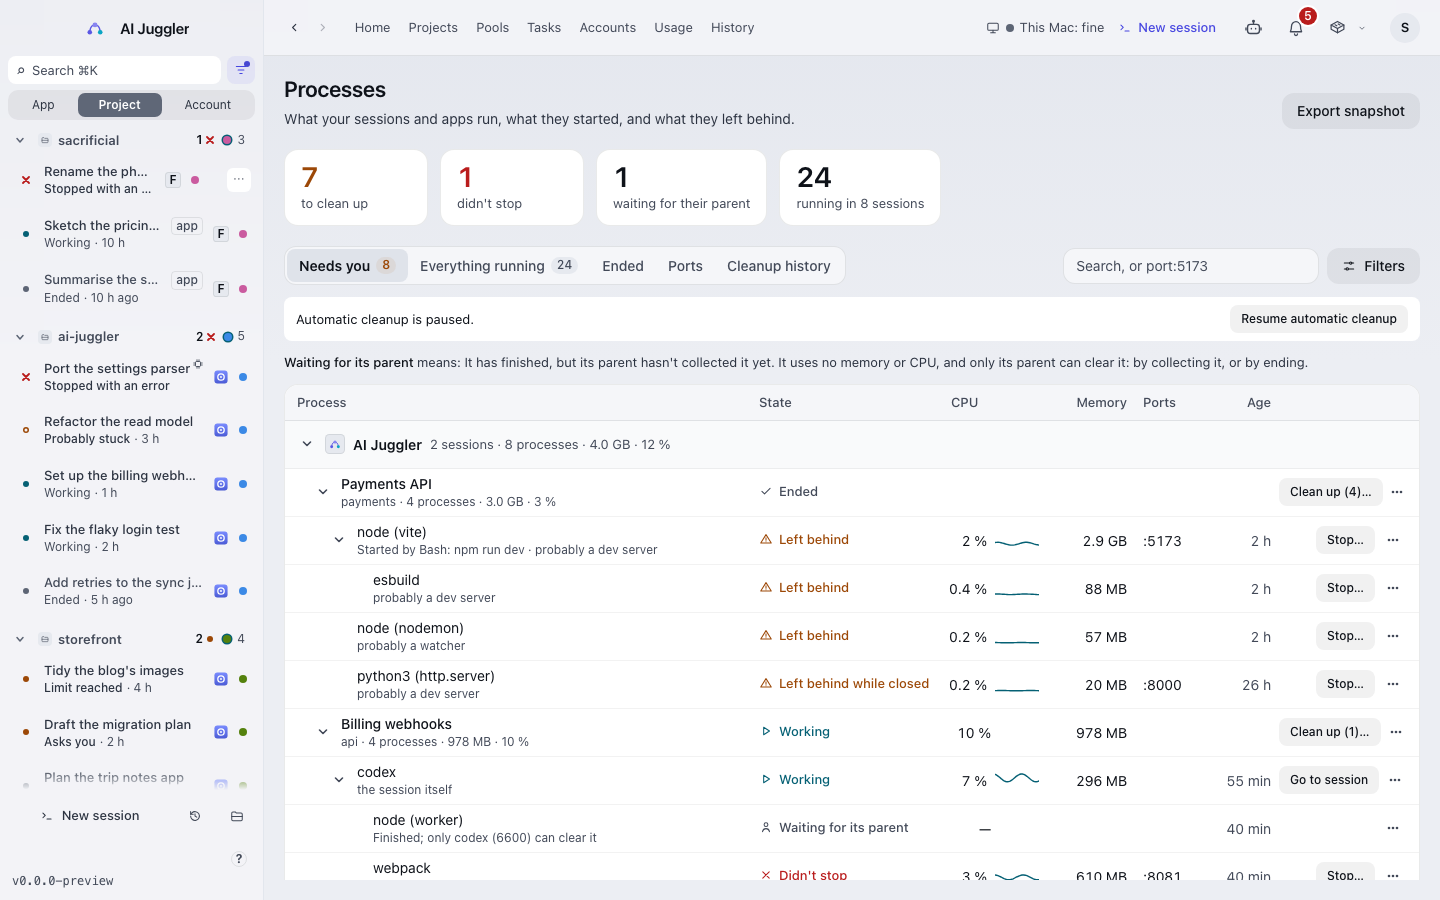 AI Juggler
Search ⌘K
App Project Account
sacrificial 1 3
Rename the ph... F
Stopped with an ...
Sketch the pricin... app F
Working · 10 h
Summarise the s... app F
Ended · 10 h ago
ai-juggler 2 5
Port the settings parser
Stopped with an error
Refactor the read model
Probably stuck · 3 h
Set up the billing webh...
Working · 1 h
Fix the flaky login test
Working · 2 h
Add retries to the sync j...
Ended · 5 h ago
storefront 2 4
Tidy the blog's images
Limit reached · 4 h
Draft the migration plan
Asks you · 2 h
Plan the trip notes app
New session
?
v0.0.0-preview
Home Projects Pools Tasks Accounts Usage History
This Mac: fine
New session
5
S
Processes
What your sessions and apps run, what they started, and what they left behind.
Export snapshot
7
to clean up
1
didn't stop
1
waiting for their parent
24
running in 8 sessions
Needs you 8 Everything running 24 Ended Ports Cleanup history
Search, or port:5173
Filters
Automatic cleanup is paused.
Resume automatic cleanup
Waiting for its parent means: It has finished, but its parent hasn't collected it yet. It uses no memory or CPU, and only its parent can clear it: by collecting it, or by ending.
Process State CPU Memory Ports Age
AI Juggler 2 sessions · 8 processes · 4.0 GB · 12 %
Payments API
payments · 4 processes · 3.0 GB · 3 %
Ended Clean up (4)...
node (vite)
Started by Bash: npm run dev · probably a dev server
Left behind 2 % 2.9 GB :5173 2 h Stop...
esbuild
probably a dev server
Left behind 0.4 % 88 MB 2 h Stop...
node (nodemon)
probably a watcher
Left behind 0.2 % 57 MB 2 h Stop...
python3 (http.server)
probably a dev server
Left behind while closed 0.2 % 20 MB :8000 26 h Stop...
Billing webhooks
api · 4 processes · 978 MB · 10 %
Working 10 % 978 MB Clean up (1)...
codex
the session itself
Working 7 % 296 MB 55 min Go to session
node (worker)
Finished; only codex (6600) can clear it
Waiting for its parent — 40 min
webpack
Didn't stop 3 % 610 MB :8081 40 min Stop...